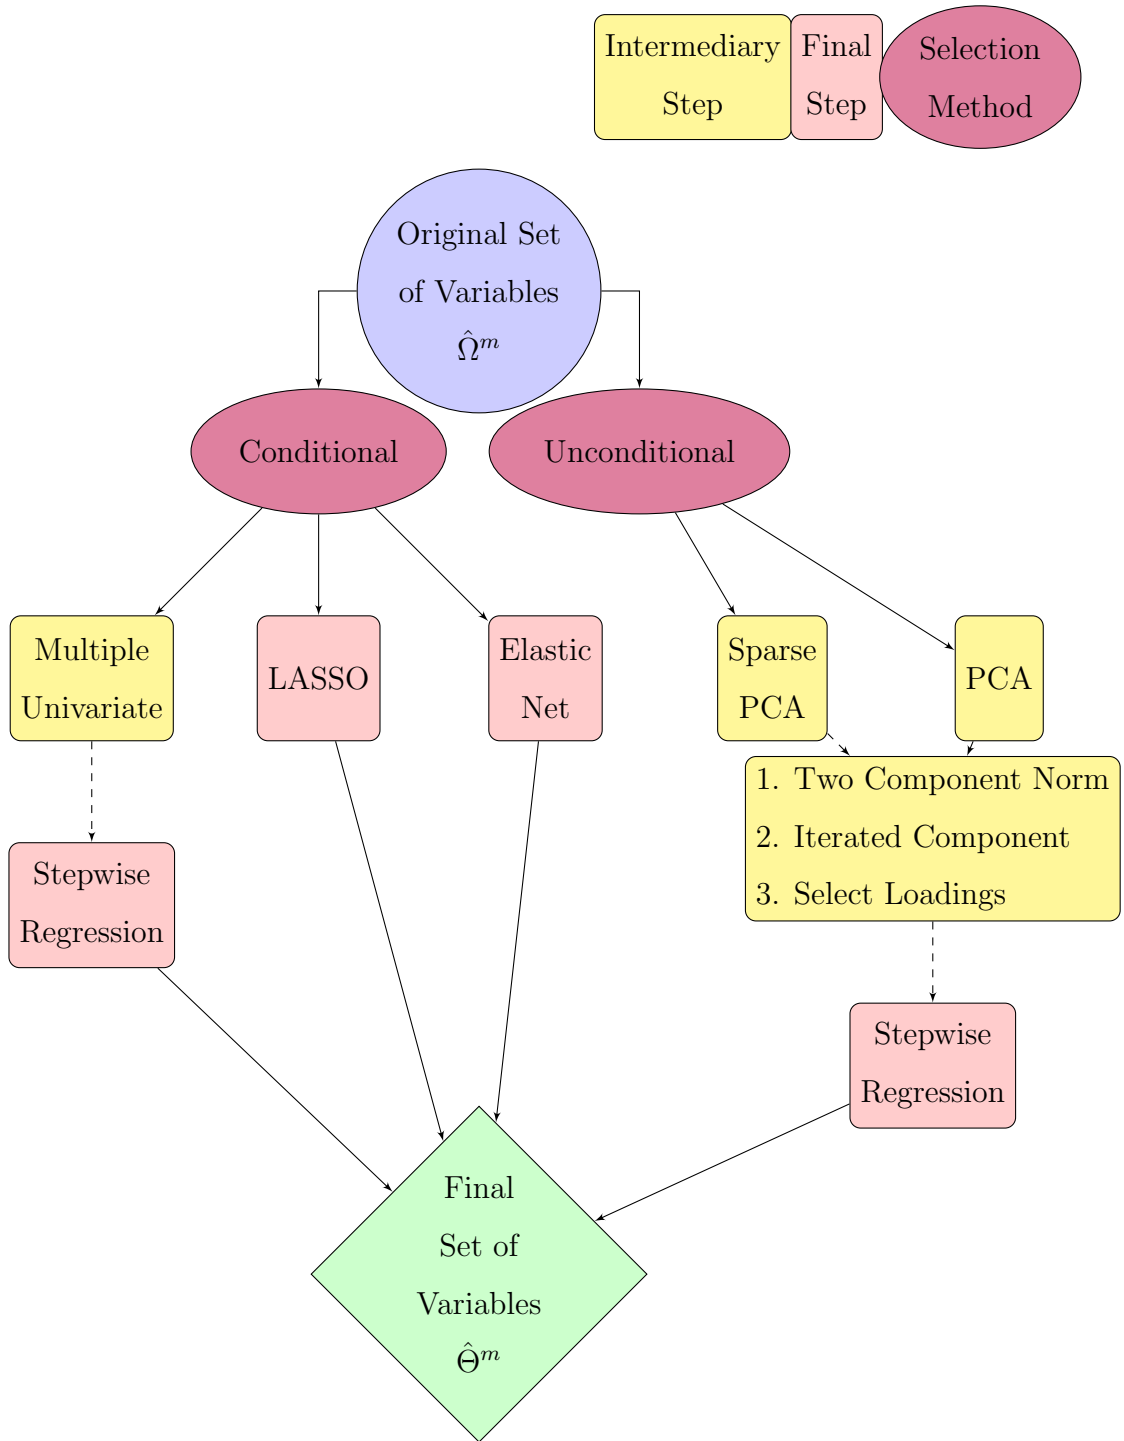 Intermediary
Step
Final
Step
Selection
Method
Original Set
of Variables
Ω̂ᵐ
Conditional
Unconditional
Multiple
Univariate
LASSO
Elastic
Net
Sparse
PCA
PCA
1. Two Component Norm
2. Iterated Component
3. Select Loadings
Stepwise
Regression
Stepwise
Regression
Final
Set of
Variables
Θ̂ᵐ